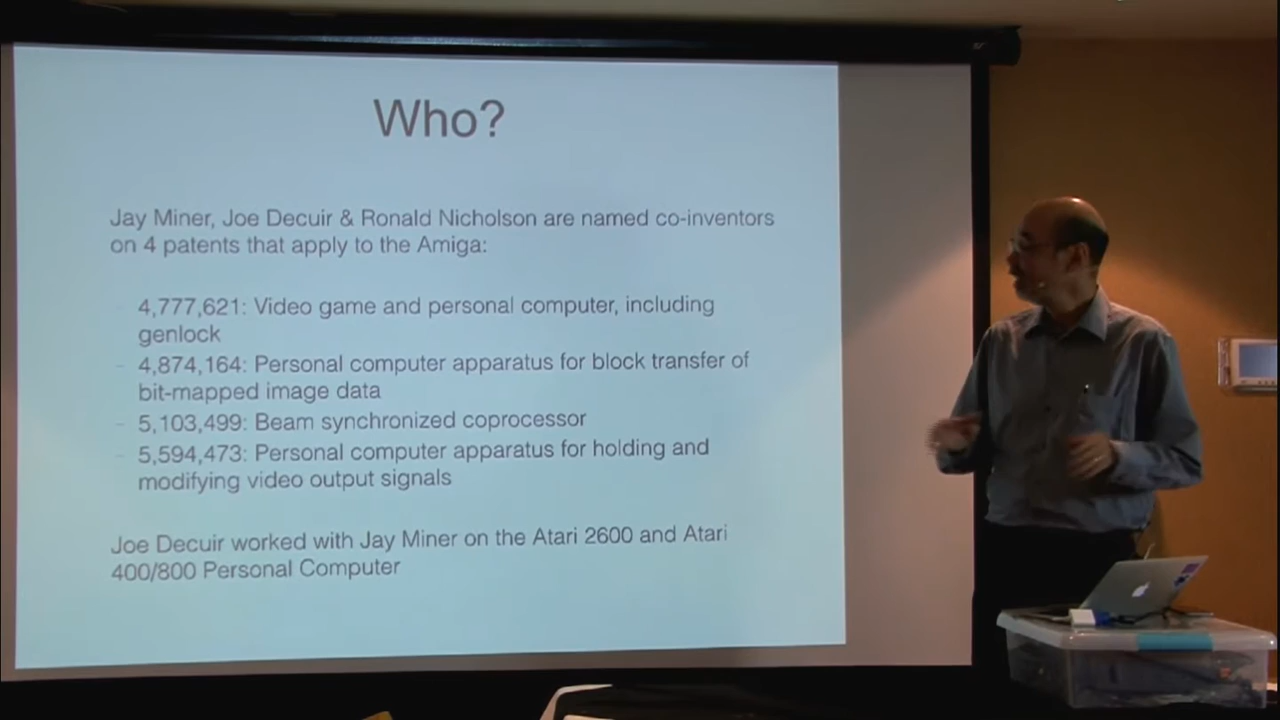 Who?
Jay Miner, Joe Decuir & Ronald Nicholson are named co-inventors
on 4 patents that apply to the Amiga:
- 4,777,621: Video game and personal computer, including
genlock
- 4,874,164: Personal computer apparatus for block transfer of
bit-mapped image data
- 5,103,499: Beam synchronized coprocessor
- 5,594,473: Personal computer apparatus for holding and
modifying video output signals
Joe Decuir worked with Jay Miner on the Atari 2600 and Atari
400/800 Personal Computer